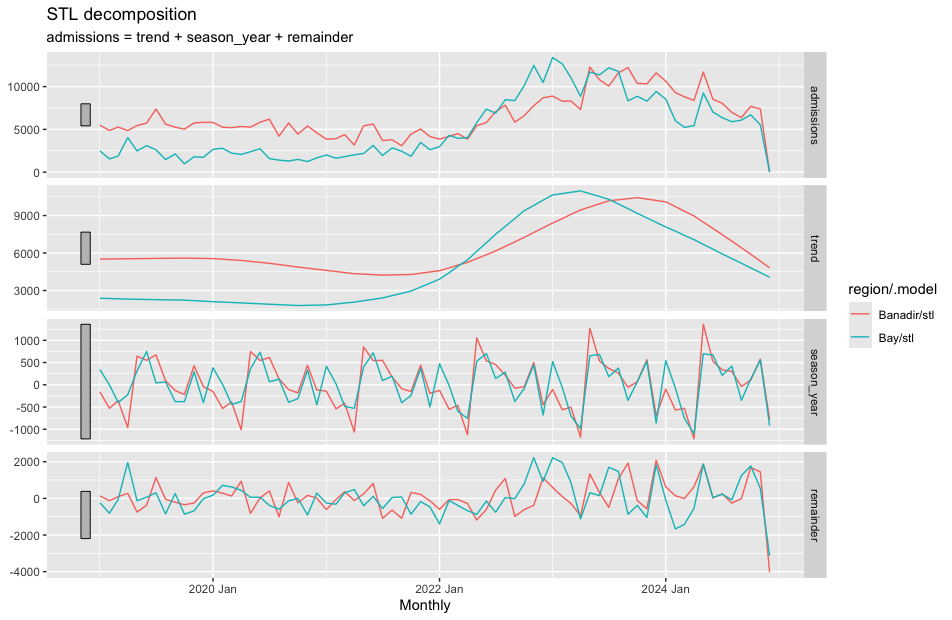 STL decomposition
admissions = trend + season_year + remainder
10000
5000
0
admissions
9000
6000
3000
trend
1000
500
0
-500
-1000
season_year
2000
0
-2000
-4000
remainder
2020 Jan
2022 Jan
2024 Jan
Monthly
region/.model
Banadir/stl
Bay/stl